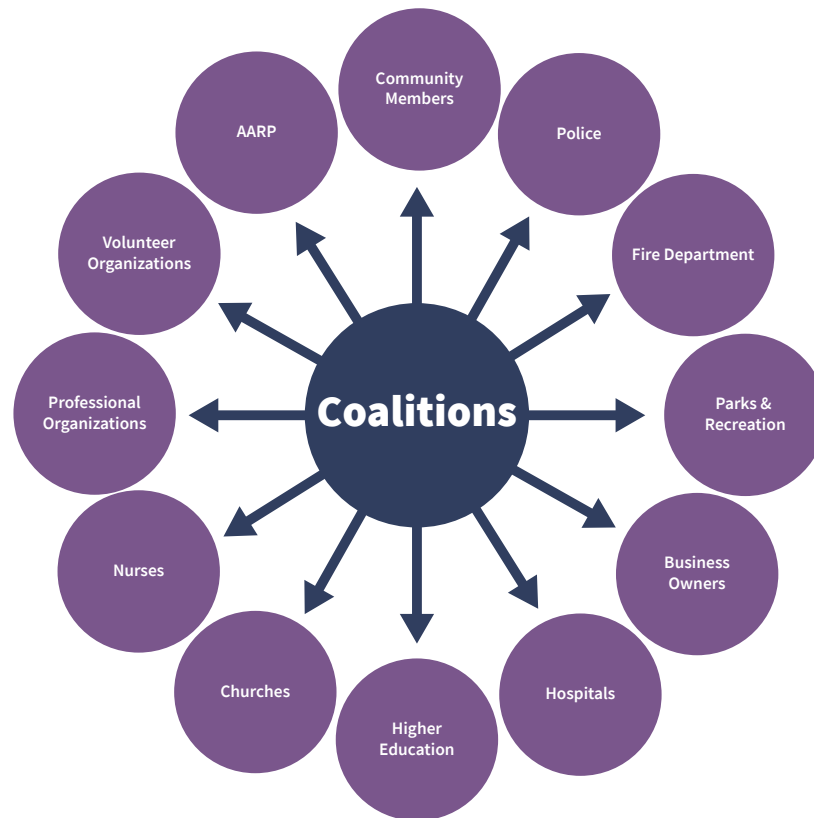 Community
Members
Police
Fire Department
Parks &
Recreation
Business
Owners
Hospitals
Higher
Education
Churches
Nurses
Professional
Organizations
Volunteer
Organizations
AARP
Coalitions